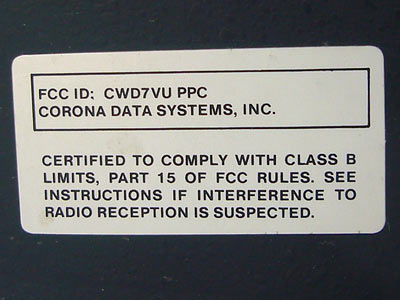 FCC ID: CWD7VU PPC
CORONA DATA SYSTEMS, INC.
CERTIFIED TO COMPLY WITH CLASS B
LIMITS, PART 15 OF FCC RULES. SEE
INSTRUCTIONS IF INTERFERENCE TO
RADIO RECEPTION IS SUSPECTED.